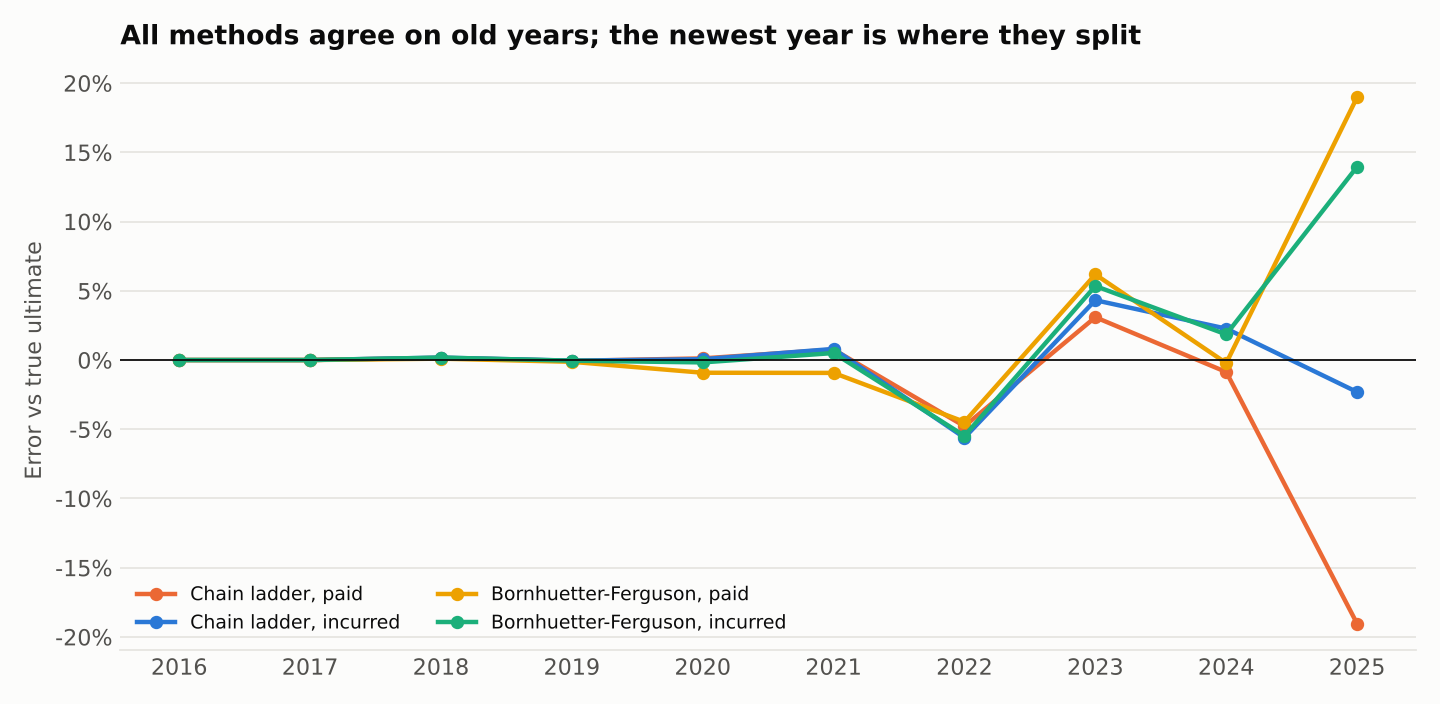 All methods agree on old years; the newest year is where they split
Error vs true ultimate
20%
15%
10%
5%
0%
-5%
-10%
-15%
-20%
Chain ladder, paid
Chain ladder, incurred
Bornhuetter-Ferguson, paid
Bornhuetter-Ferguson, incurred
2016 2017 2018 2019 2020 2021 2022 2023 2024 2025